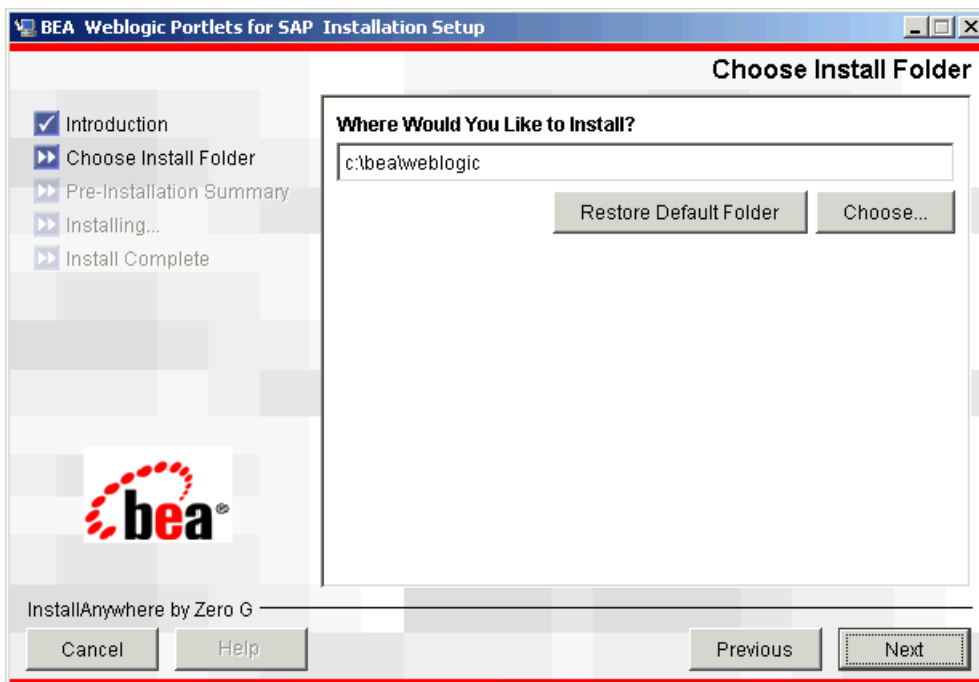 BEA Weblogic Portlets for SAP Installation Setup
Choose Install Folder
Introduction
Choose Install Folder
Pre-Installation Summary
Installing...
Install Complete
Where Would You Like to Install?
c:\bea\weblogic
Restore Default Folder
Choose...
bea®
InstallAnywhere by Zero G
Cancel
Help
Previous
Next